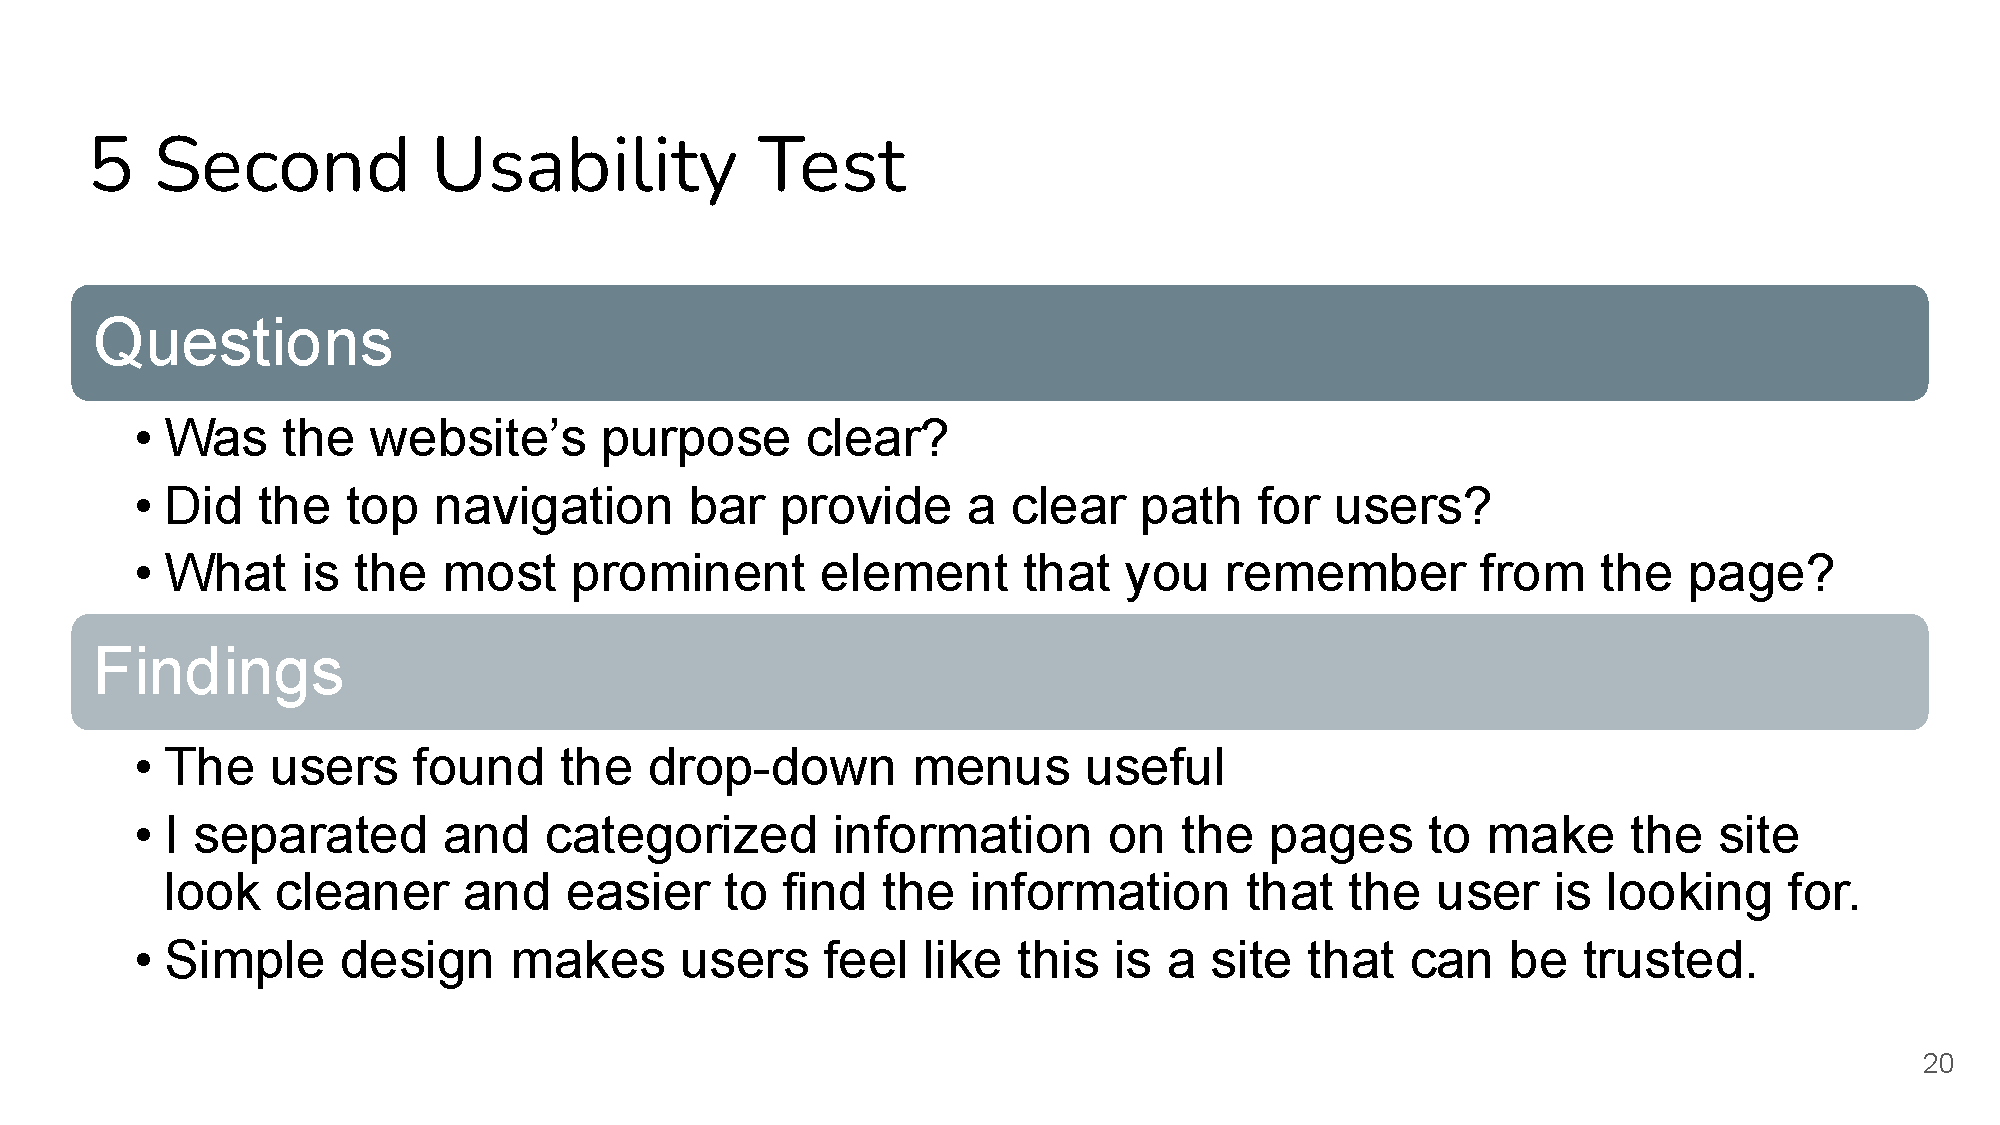 5 Second Usability Test
Questions
• Was the website’s purpose clear?
• Did the top navigation bar provide a clear path for users?
• What is the most prominent element that you remember from the page?
Findings
• The users found the drop-down menus useful
• I separated and categorized information on the pages to make the site
look cleaner and easier to find the information that the user is looking for.
• Simple design makes users feel like this is a site that can be trusted.
20